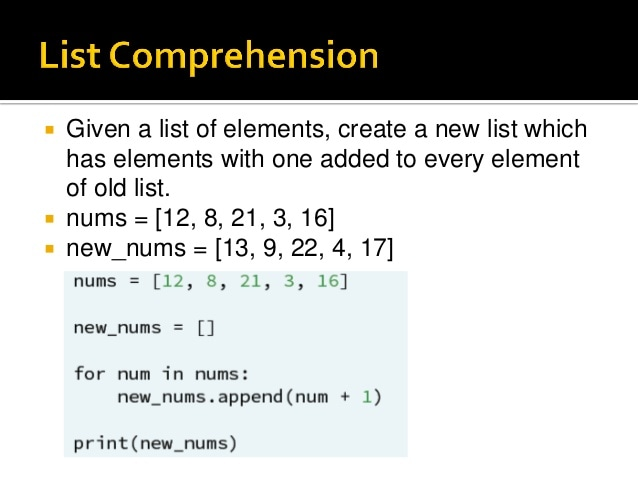 List Comprehension
Given a list of elements, create a new list which
has elements with one added to every element
of old list.
nums = [12, 8, 21, 3, 16]
new_nums = [13, 9, 22, 4, 17]
nums = [12, 8, 21, 3, 16]
new_nums = []
for num in nums:
    new_nums.append(num + 1)
print(new_nums)